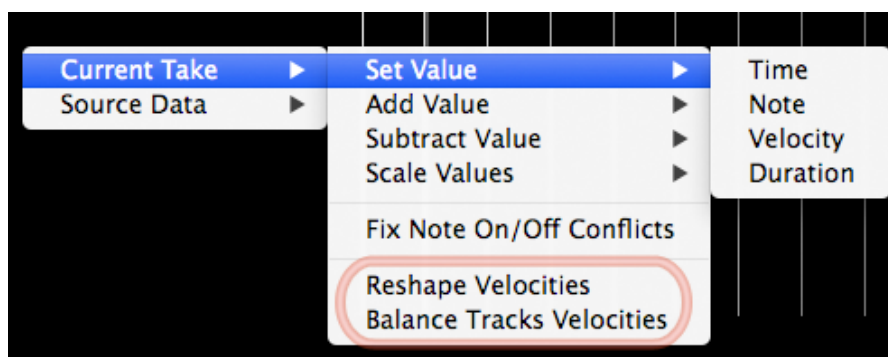 Current Take
Source Data
Set Value
Add Value
Subtract Value
Scale Values
Fix Note On/Off Conflicts
Reshape Velocities
Balance Tracks Velocities
Time
Note
Velocity
Duration